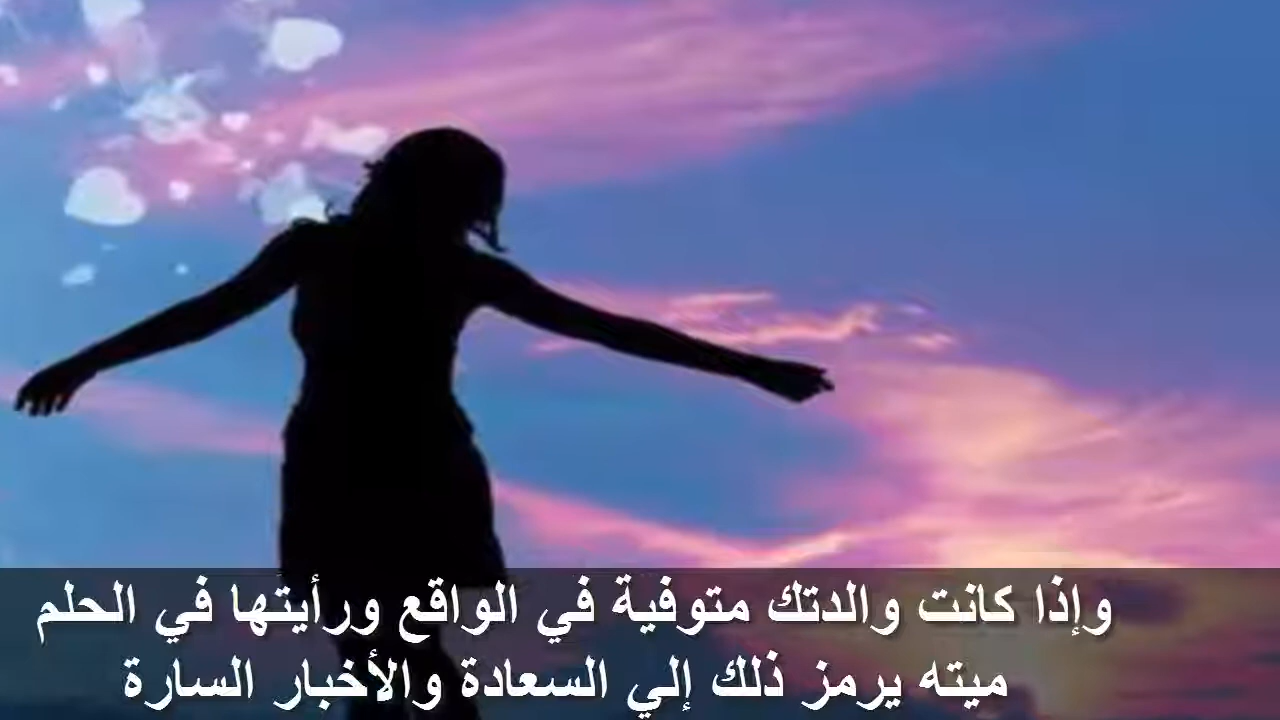 وإذا كانت والدتك متوفية في الواقع ورأيتها في الحلم
ميته يرمز ذلك إلي السعادة والأخبار السارة